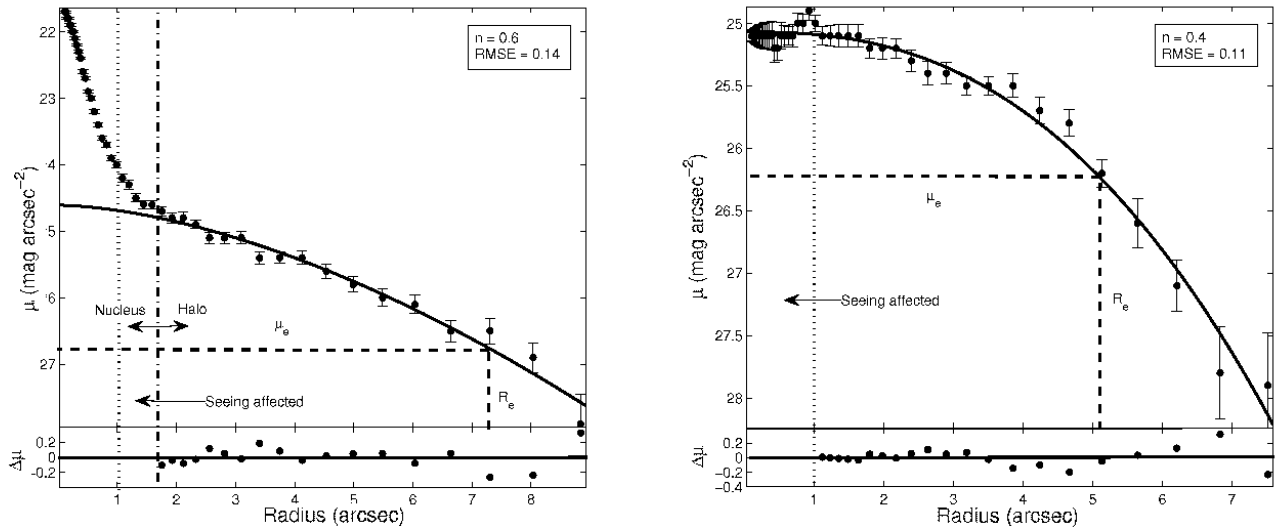 n = 0.6
RMSE = 0.14
22
23
·4
·5
·6
27
μ (mag arcsec⁻²)
Nucleus
Halo
μₑ
Rₑ
Seeing affected
0.2
0
-0.2
Δμ
1 2 3 4 5 6 7 8
Radius (arcsec)
n = 0.4
RMSE = 0.11
25
25.5
26
26.5
27
27.5
28
μ (mag arcsec⁻²)
μₑ
Seeing affected
Rₑ
0.2
0
-0.2
-0.4
Δμ
0 1 2 3 4 5 6 7
Radius (arcsec)